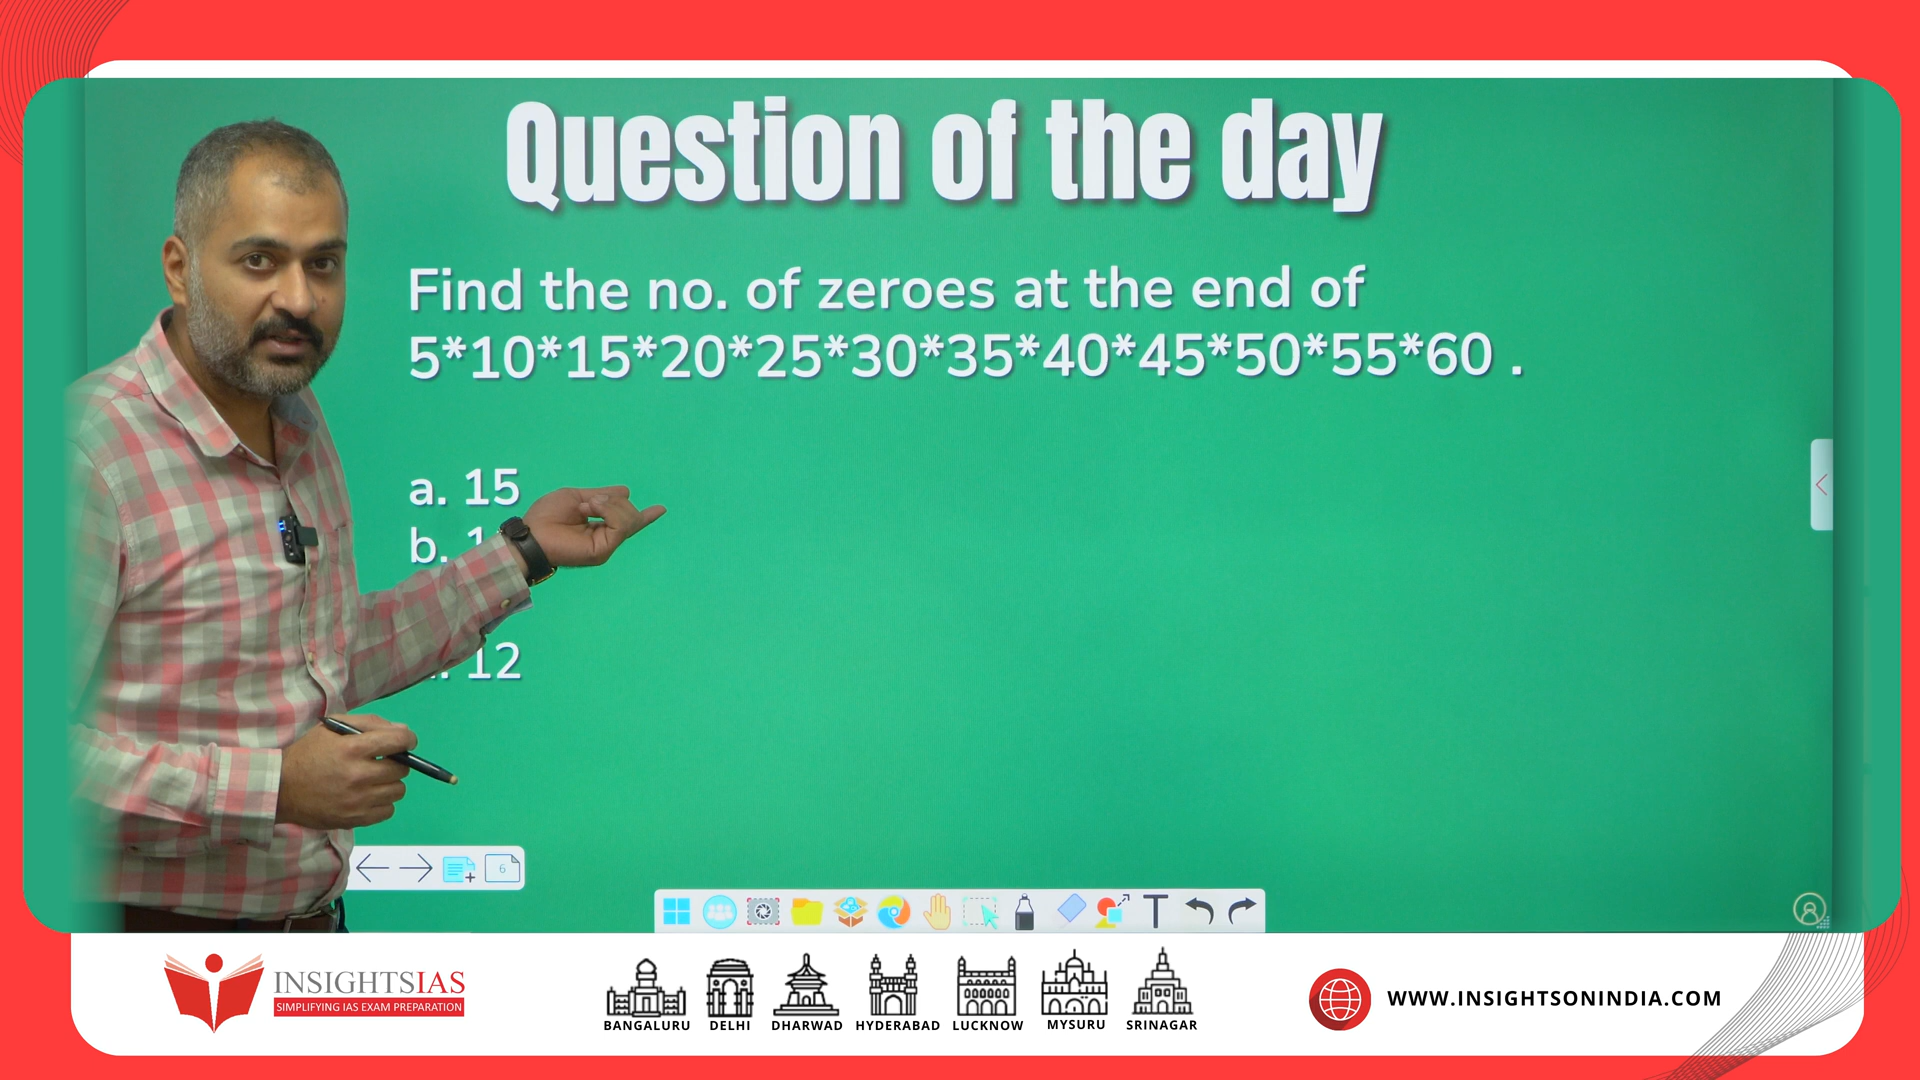 Question of the day
Find the no. of zeroes at the end of
5*10*15*20*25*30*35*40*45*50*55*60 .
a. 15
b. 1
12
6
T
INSIGHTSIAS
SIMPLIFYING IAS EXAM PREPARATION
BANGALURU DELHI DHARWAD HYDERABAD LUCKNOW MYSURU SRINAGAR
WWW.INSIGHTSONINDIA.COM